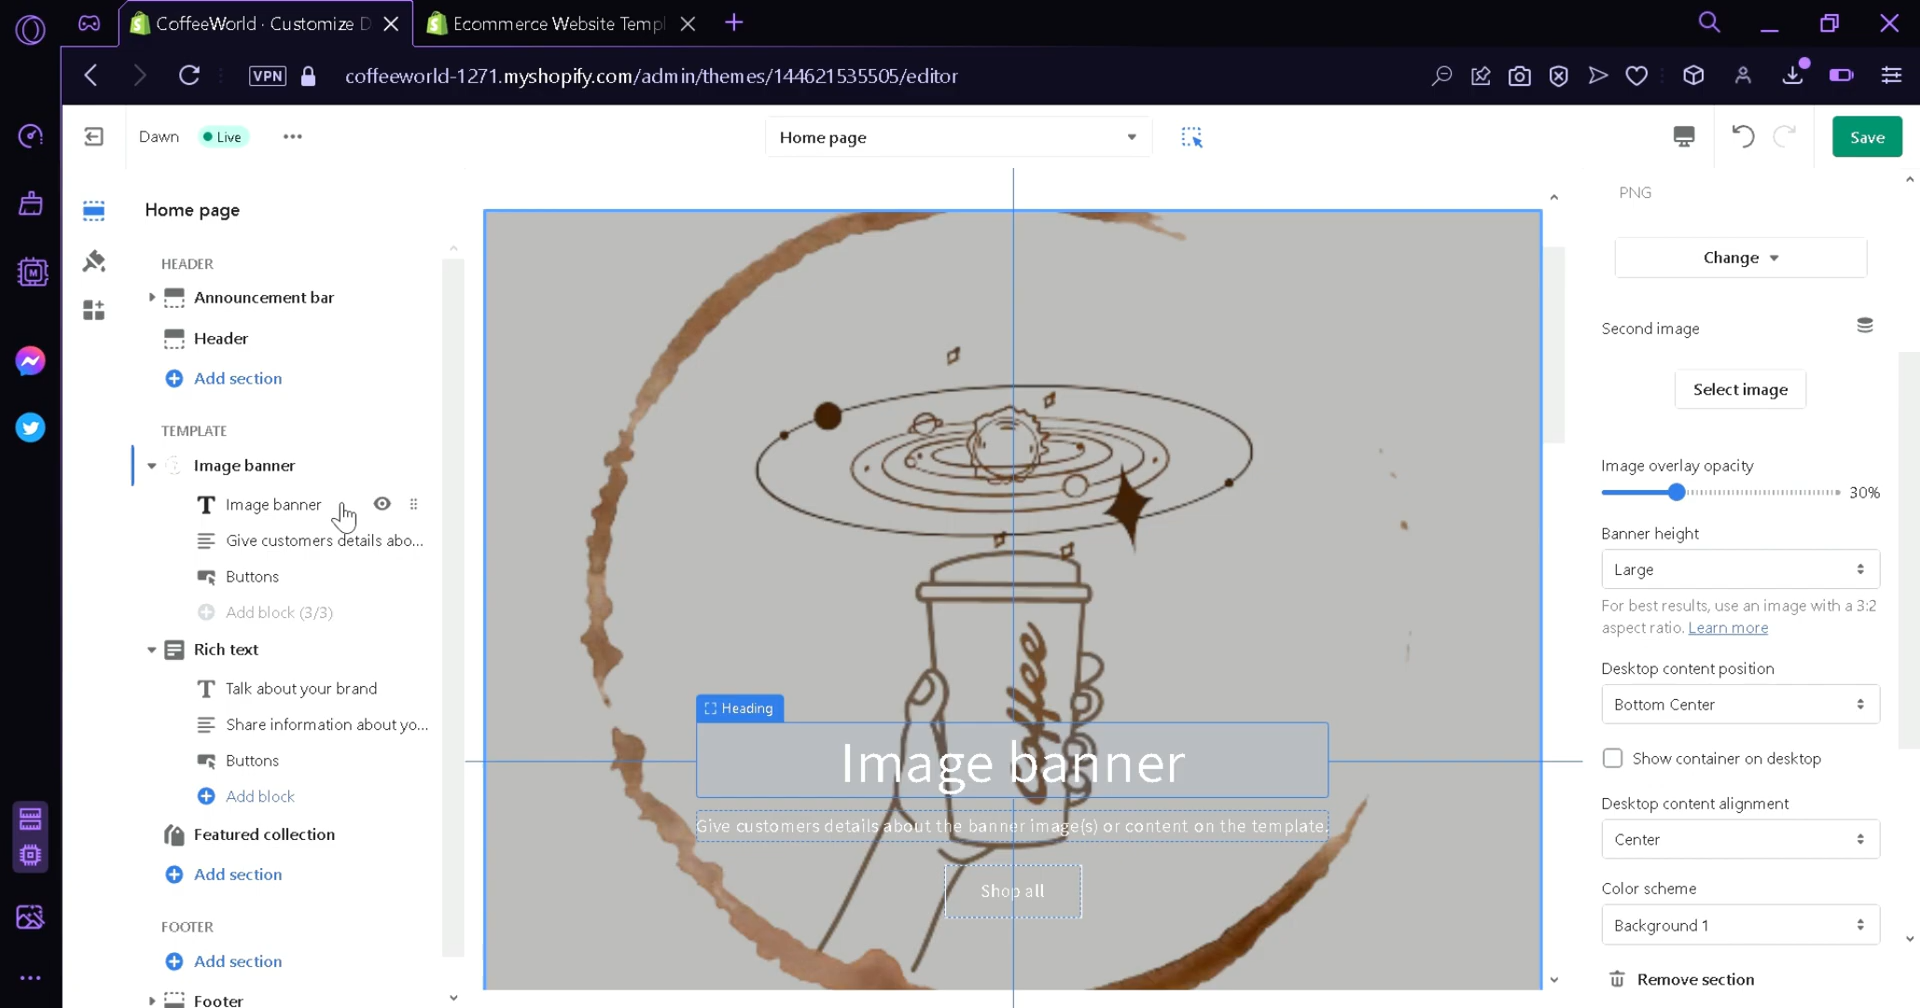 CoffeeWorld · Customize D
Ecommerce Website Templ
VPN
coffeeworld-1271.myshopify.com/admin/themes/144621535505/editor
Dawn
Live
Home page
Save
Home page
HEADER
Announcement bar
Header
Add section
TEMPLATE
Image banner
Image banner
Give customers details abo...
Buttons
Add block (3/3)
Rich text
Talk about your brand
Share information about yo...
Buttons
Add block
Featured collection
Add section
FOOTER
Add section
Footer
M
Coffee
Heading
Image banner
Give customers details about the banner image(s) or content on the template.
Shop all
PNG
Change
Second image
Select image
Image overlay opacity
30%
Banner height
Large
For best results, use an image with a 3:2
aspect ratio. Learn more
Desktop content position
Bottom Center
Show container on desktop
Desktop content alignment
Center
Color scheme
Background 1
Remove section